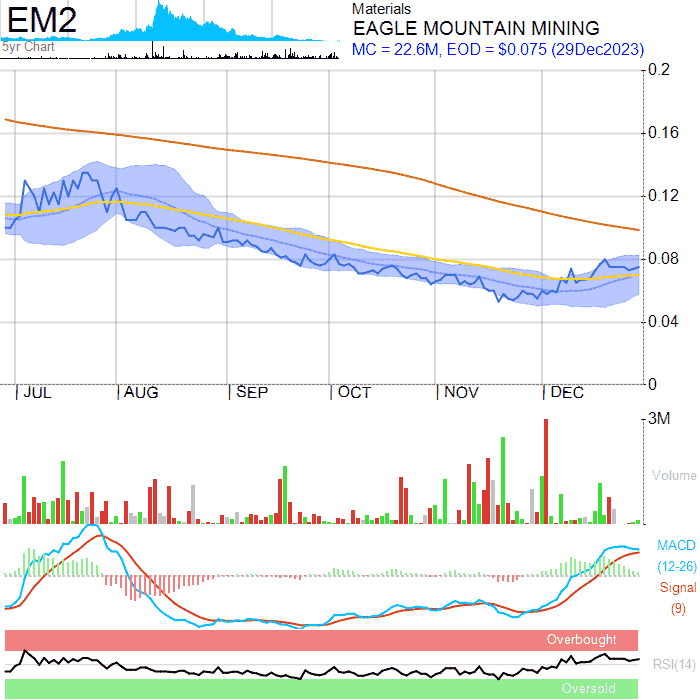 EM2
5yr Chart
Materials
EAGLE MOUNTAIN MINING
MC = 22.6M, EOD = $0.075 (29Dec2023)
0.2
0.16
0.12
0.08
0.04
0
JUL AUG SEP OCT NOV DEC
3M
Volume
MACD
(12-26)
Signal
(9)
Overbought
RSI(14)
Oversold